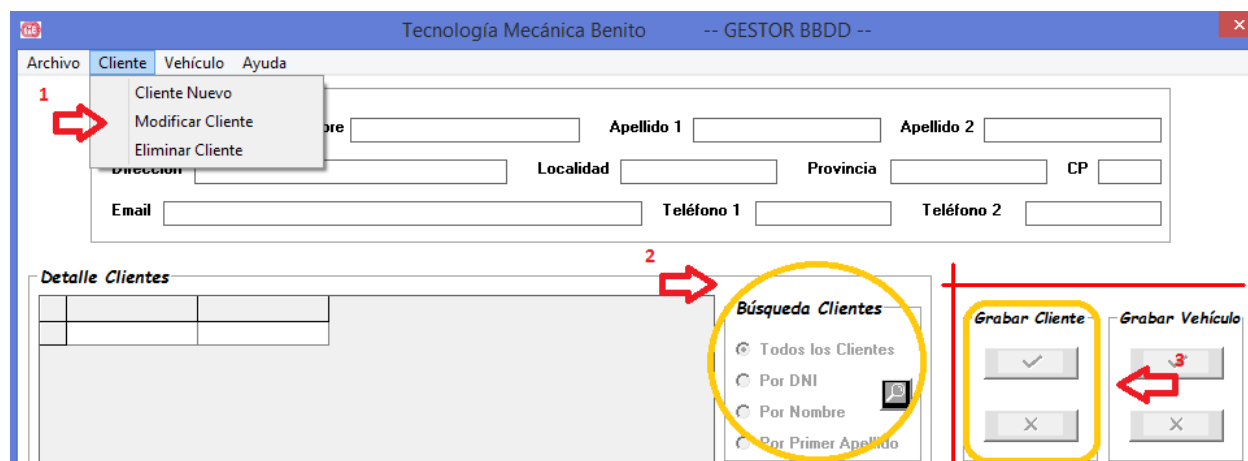 Tecnología Mecánica Benito -- GESTOR BBDD --
Archivo Cliente Vehículo Ayuda
1
Cliente Nuevo
Modificar Cliente
Eliminar Cliente
Apellido 1 Apellido 2
Dirección Localidad Provincia CP
Email Teléfono 1 Teléfono 2
2
Detalle Clientes
Búsqueda Clientes
Todos los Clientes
Por DNI
Por Nombre
Por Primer Apellido
Grabar Cliente
Grabar Vehículo
3